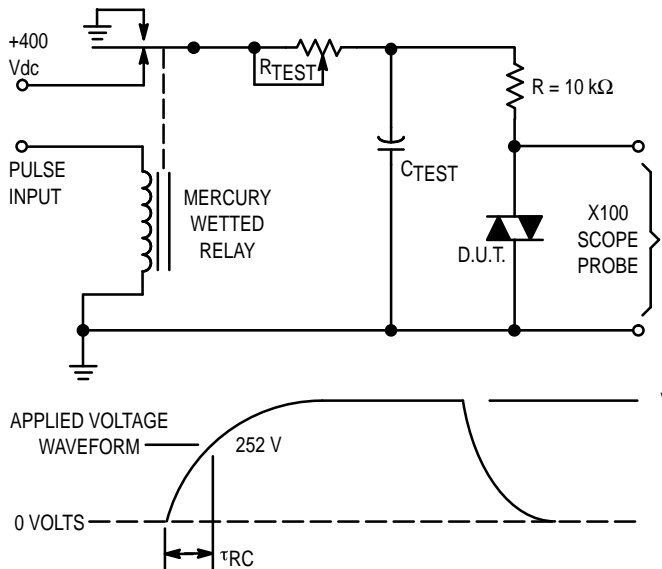 +400
Vdc
RTEST
R = 10 kΩ
CTEST
PULSE
INPUT
MERCURY
WETTED
RELAY
D.U.T.
X100
SCOPE
PROBE
APPLIED VOLTAGE
WAVEFORM
252 V
0 VOLTS
τRC